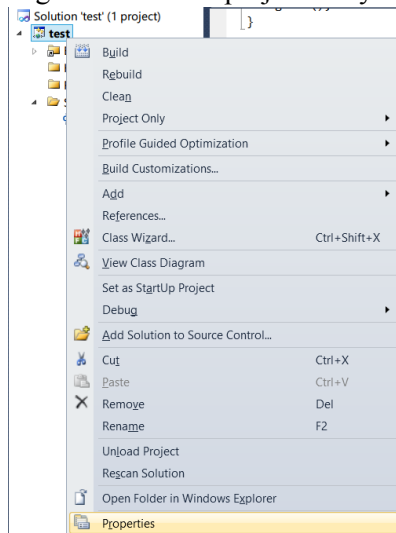 Solution 'test' (1 project)
}
test
Build
Rebuild
Clean
Project Only
Profile Guided Optimization
Build Customizations...
Add
References...
Class Wizard... Ctrl+Shift+X
View Class Diagram
Set as StartUp Project
Debug
Add Solution to Source Control...
Cut Ctrl+X
Paste Ctrl+V
Remove Del
Rename F2
Unload Project
Rescan Solution
Open Folder in Windows Explorer
Properties